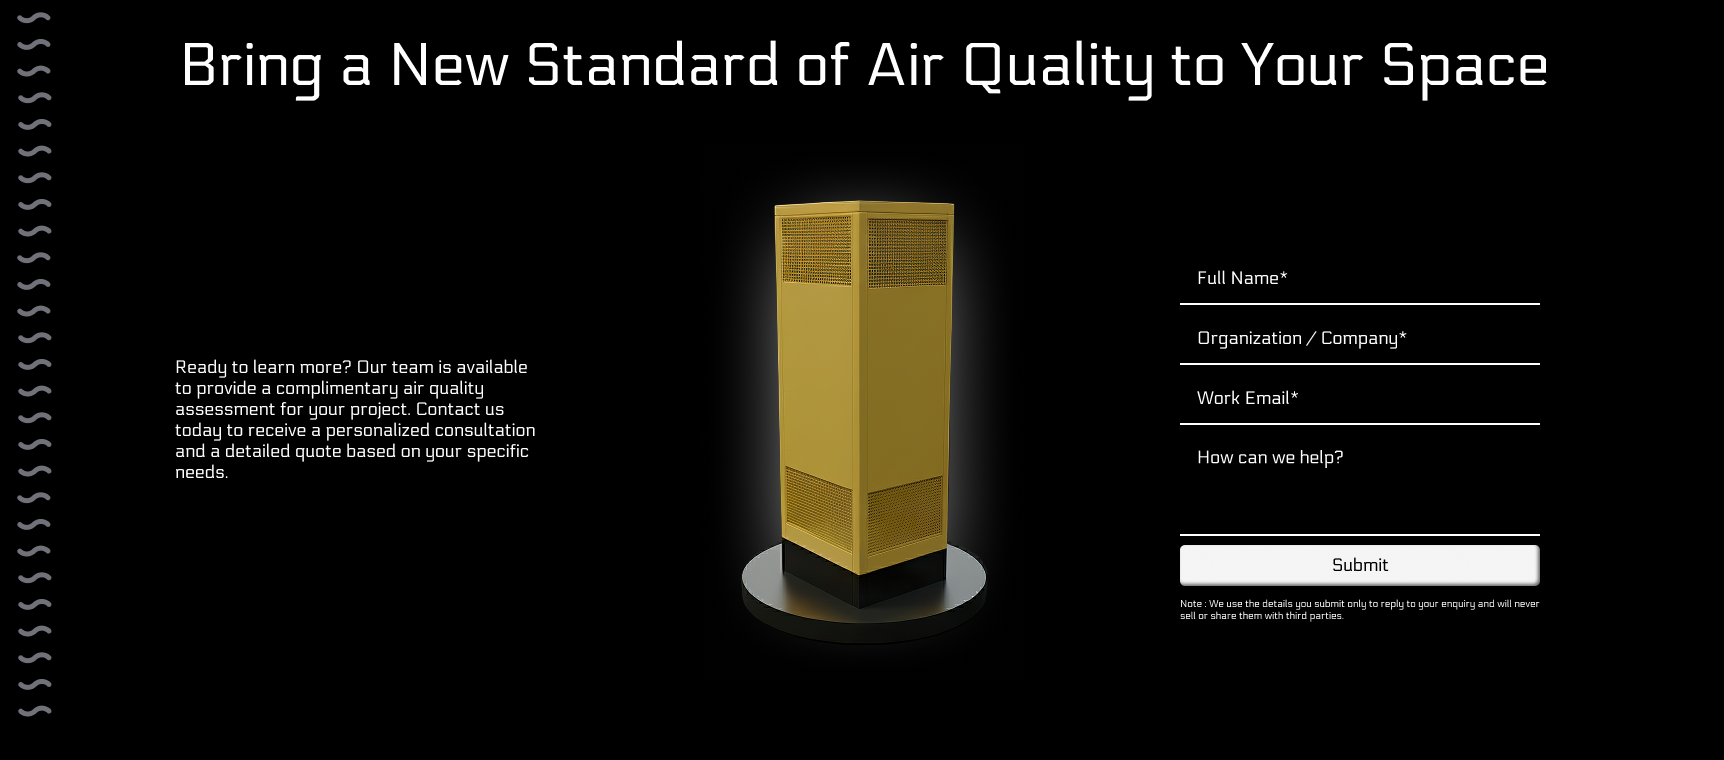 Bring a New Standard of Air Quality to Your Space
Ready to learn more? Our team is available
to provide a complimentary air quality
assessment for your project. Contact us
today to receive a personalized consultation
and a detailed quote based on your specific
needs.
Full Name*
Organization / Company*
Work Email*
How can we help?
Submit
Note : We use the details you submit only to reply to your enquiry and will never
sell or share them with third parties.